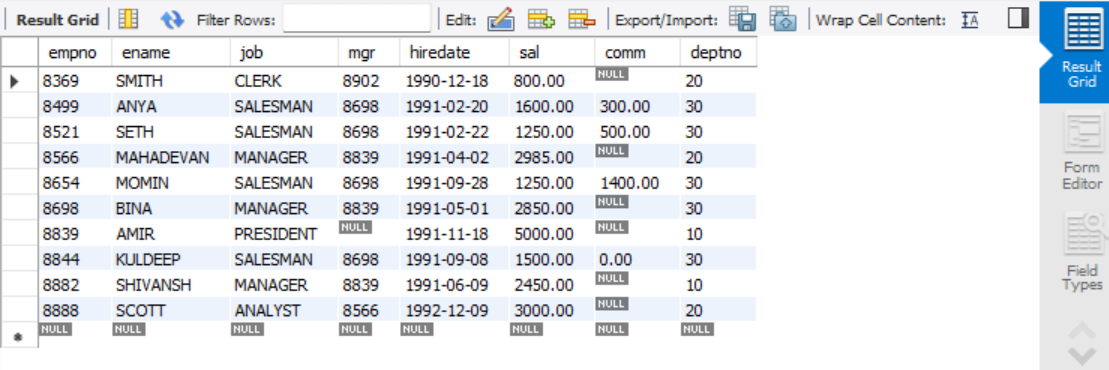 Result Grid Filter Rows: Edit: Export/Import: Wrap Cell Content: IA
empno ename job mgr hiredate sal comm deptno
8369 SMITH CLERK 8902 1990-12-18 800.00 NULL 20
8499 ANYA SALESMAN 8698 1991-02-20 1600.00 300.00 30
8521 SETH SALESMAN 8698 1991-02-22 1250.00 500.00 30
8566 MAHADEVAN MANAGER 8839 1991-04-02 2985.00 NULL 20
8654 MOMIN SALESMAN 8698 1991-09-28 1250.00 1400.00 30
8698 BINA MANAGER 8839 1991-05-01 2850.00 NULL 30
8839 AMIR PRESIDENT NULL 1991-11-18 5000.00 NULL 10
8844 KULDEEP SALESMAN 8698 1991-09-08 1500.00 0.00 30
8882 SHIVANSH MANAGER 8839 1991-06-09 2450.00 NULL 10
8888 SCOTT ANALYST 8566 1992-12-09 3000.00 NULL 20
NULL NULL NULL NULL NULL NULL NULL NULL
Result
Grid
Form
Editor
Field
Types